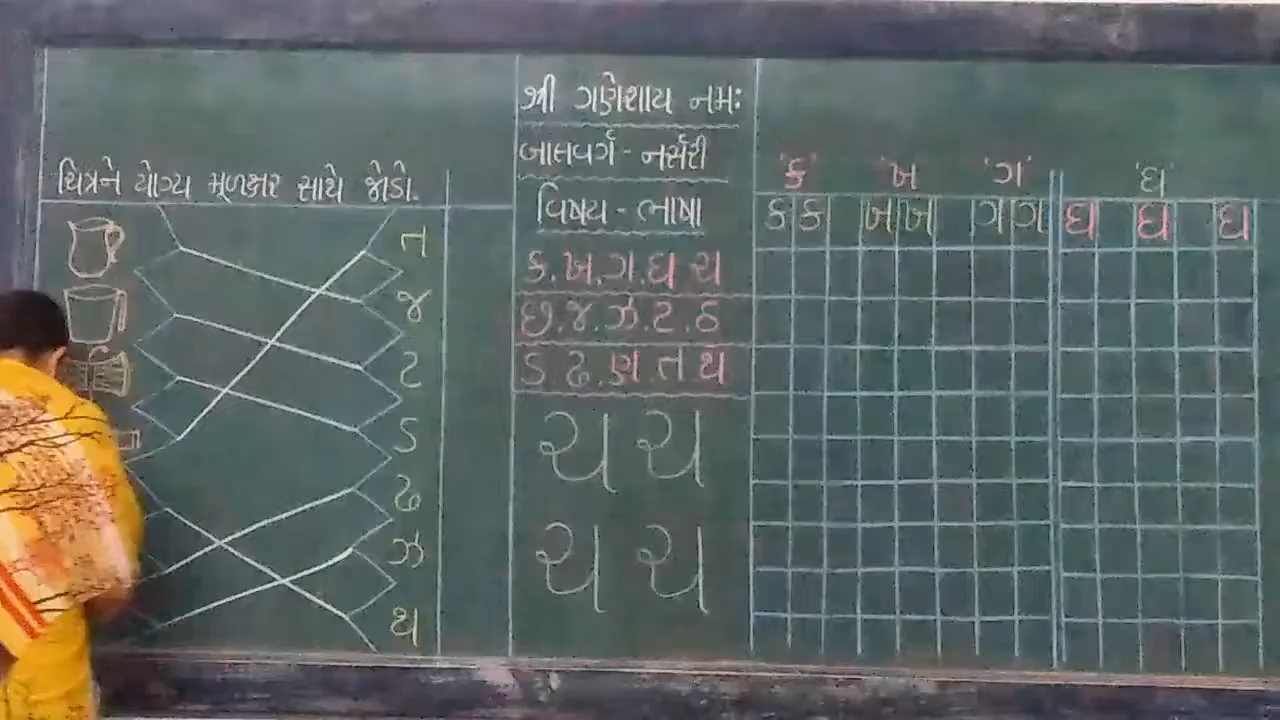 શ્રી ગણેશાય નમઃ
બાલવર્ગ - નર્સરી
વિષય - ભાષા
ક.ખ.ગ.ઘ ચ
છ.જ.ઝ.ટ.ઠ
ડ.ઢ.ણ.ત.થ
ચ ચ
ચ ચ
ચિત્રને યોગ્ય મૂળાક્ષર સાથે જોડો.
ત
જ
ટ
ડ
ઢ
ઝ
થ
'ક' 'ખ' 'ગ' 'ઘ'
ક ક ખ ખ ગ ગ ઘ ઘ ઘ